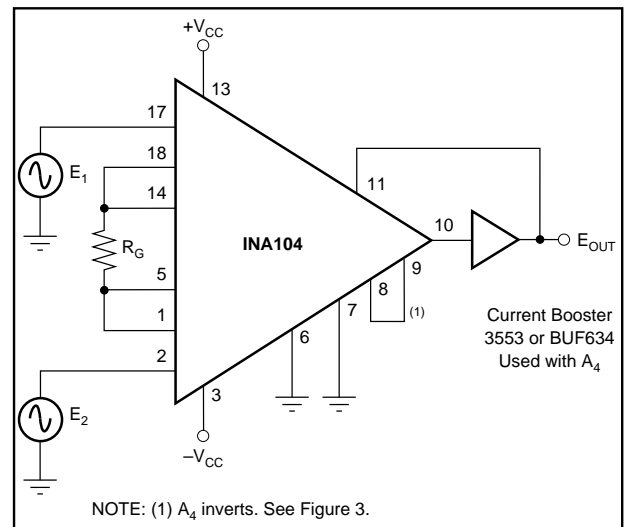 +VCC
13
17
18
E1
14
11
RG
INA104
10
EOUT
5
9
8
1
(1)
7
6
2
Current Booster
3553 or BUF634
Used with A4
3
E2
–VCC
NOTE: (1) A4 inverts. See Figure 3.